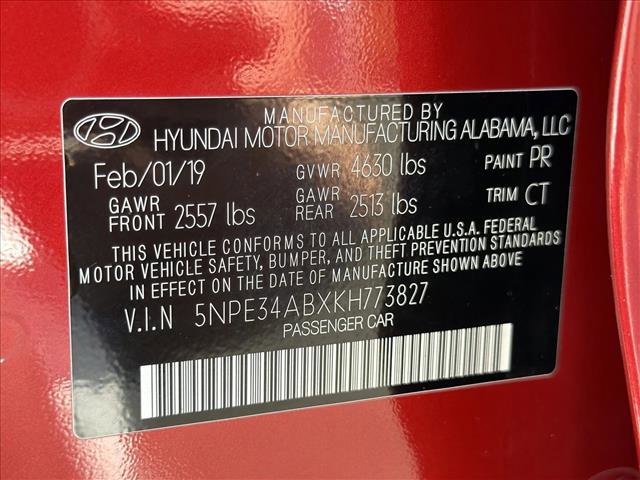 MANUFACTURED BY
HYUNDAI MOTOR MANUFACTURING ALABAMA, LLC
Feb/01/19 GVWR 4630 lbs PAINT PR
GAWR FRONT 2557 lbs GAWR REAR 2513 lbs TRIM CT
THIS VEHICLE CONFORMS TO ALL APPLICABLE U.S.A. FEDERAL
MOTOR VEHICLE SAFETY, BUMPER, AND THEFT PREVENTION STANDARDS
IN EFFECT ON THE DATE OF MANUFACTURE SHOWN ABOVE.
V.I.N 5NPE34ABXKH773827
PASSENGER CAR